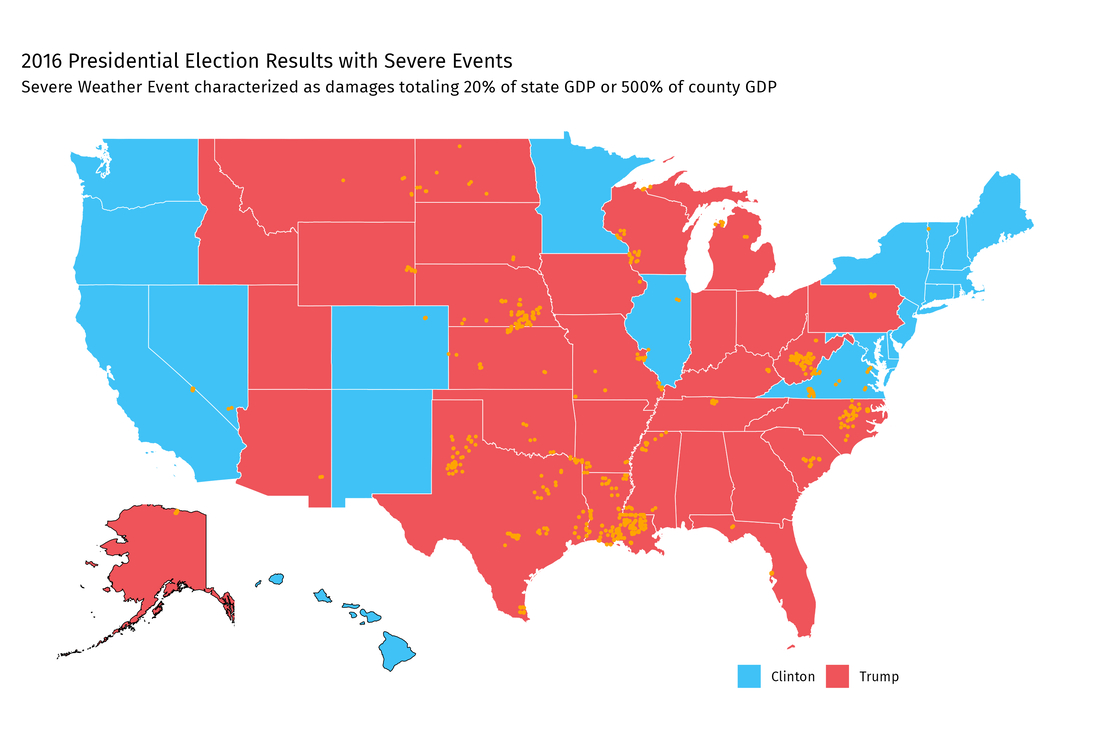 2016 Presidential Election Results with Severe Events
Severe Weather Event characterized as damages totaling 20% of state GDP or 500% of county GDP
Clinton Trump